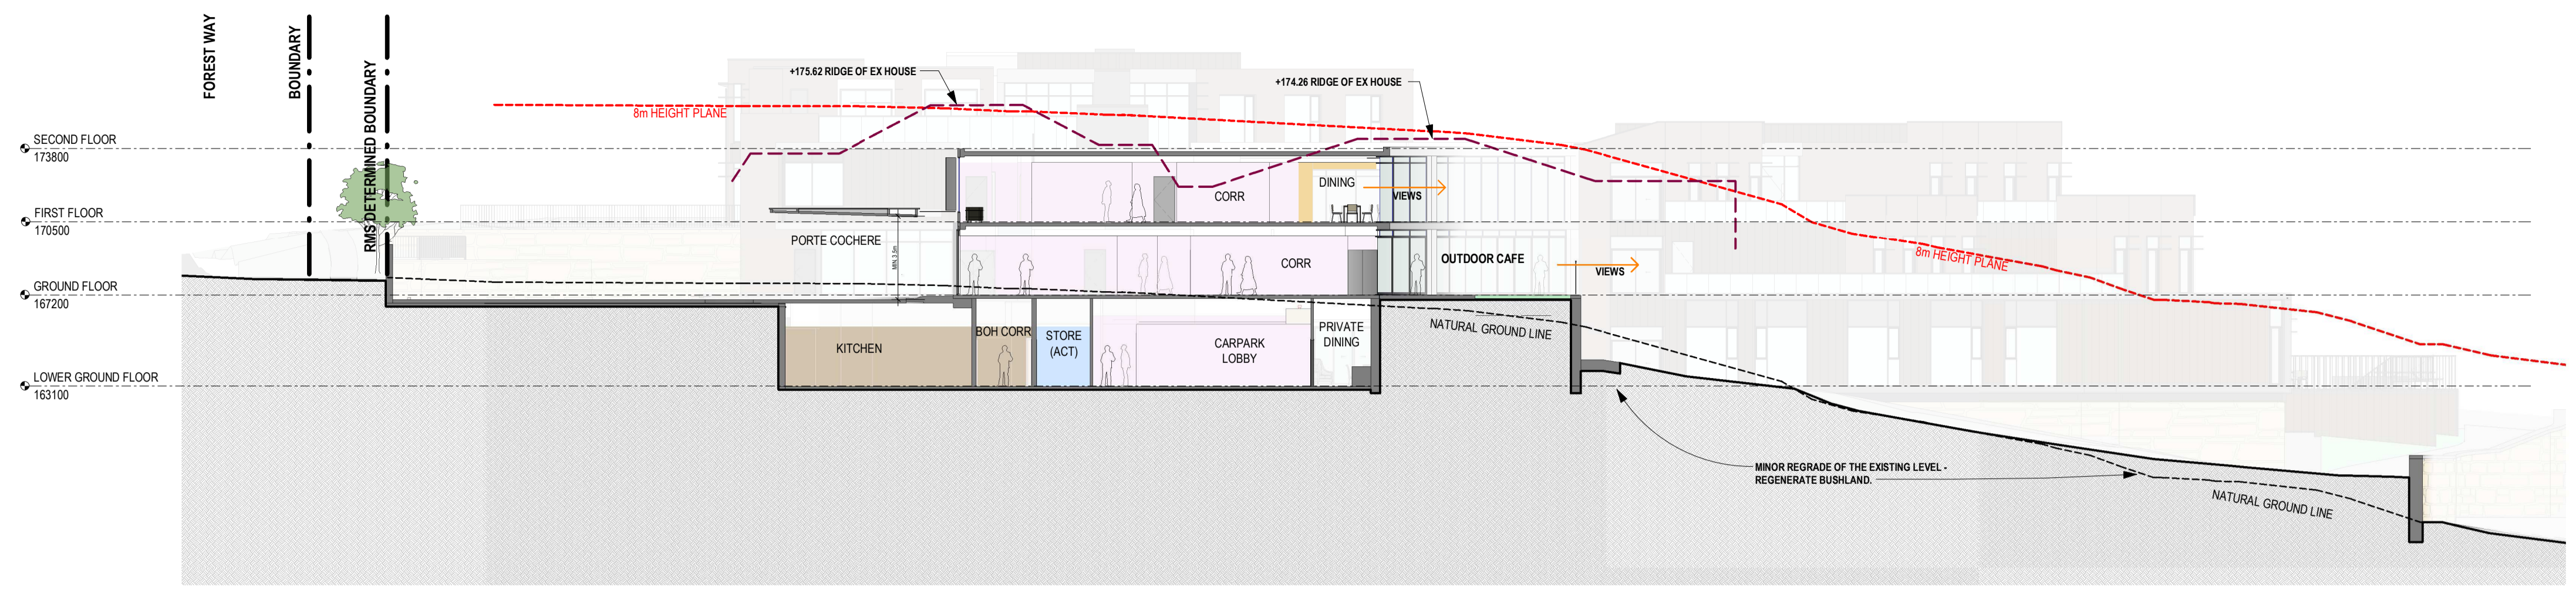 FOREST WAY
BOUNDARY
RMS DETERMINED BOUNDARY
+175.62 RIDGE OF EX HOUSE
+174.26 RIDGE OF EX HOUSE
8m HEIGHT PLANE
SECOND FLOOR
173800
DINING
CORR
VIEWS
FIRST FLOOR
170500
PORTE COCHERE
MIN 3.5m
CORR
OUTDOOR CAFE
VIEWS
8m HEIGHT PLANE
GROUND FLOOR
167200
BOH CORR
STORE
(ACT)
KITCHEN
CARPARK
LOBBY
PRIVATE
DINING
NATURAL GROUND LINE
LOWER GROUND FLOOR
163100
MINOR REGRADE OF THE EXISTING LEVEL -
REGENERATE BUSHLAND.
NATURAL GROUND LINE